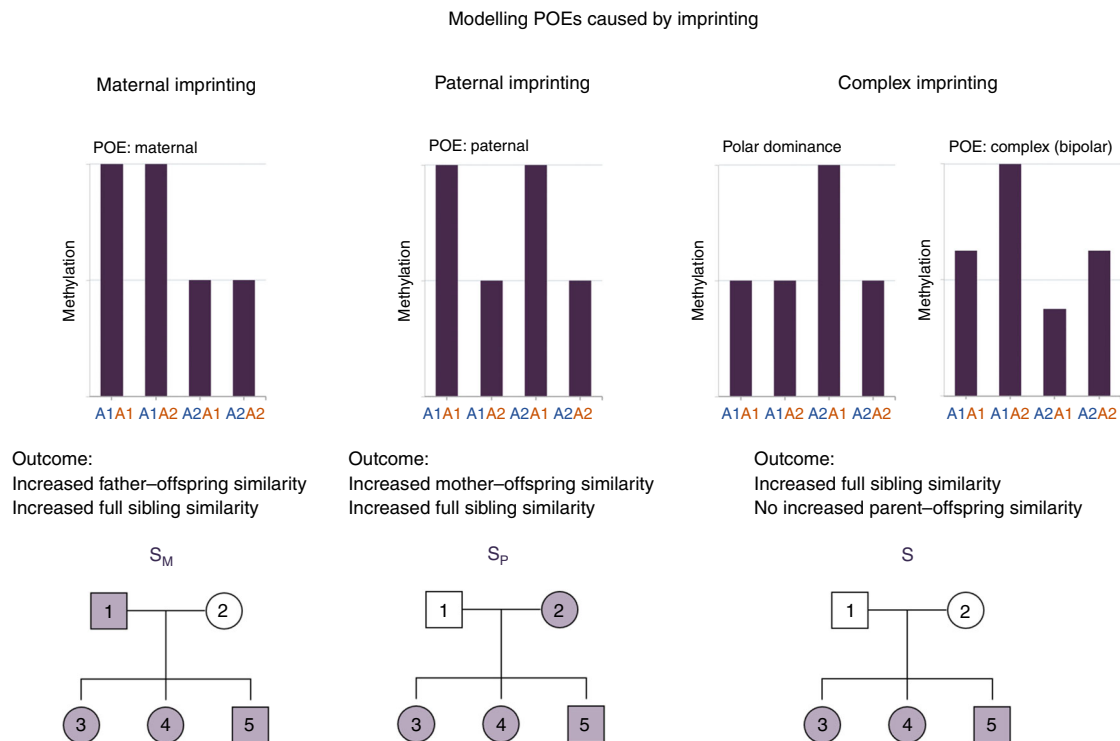 Modelling POEs caused by imprinting
Maternal imprinting
POE: maternal
Methylation
A1A1 A1A2 A2A1 A2A2
Outcome:
Increased father–offspring similarity
Increased full sibling similarity
SM
1
2
3
4
5
Paternal imprinting
POE: paternal
Methylation
A1A1 A1A2 A2A1 A2A2
Outcome:
Increased mother–offspring similarity
Increased full sibling similarity
SP
1
2
3
4
5
Complex imprinting
Polar dominance
Methylation
A1A1 A1A2 A2A1 A2A2
POE: complex (bipolar)
Methylation
A1A1 A1A2 A2A1 A2A2
Outcome:
Increased full sibling similarity
No increased parent–offspring similarity
S
1
2
3
4
5